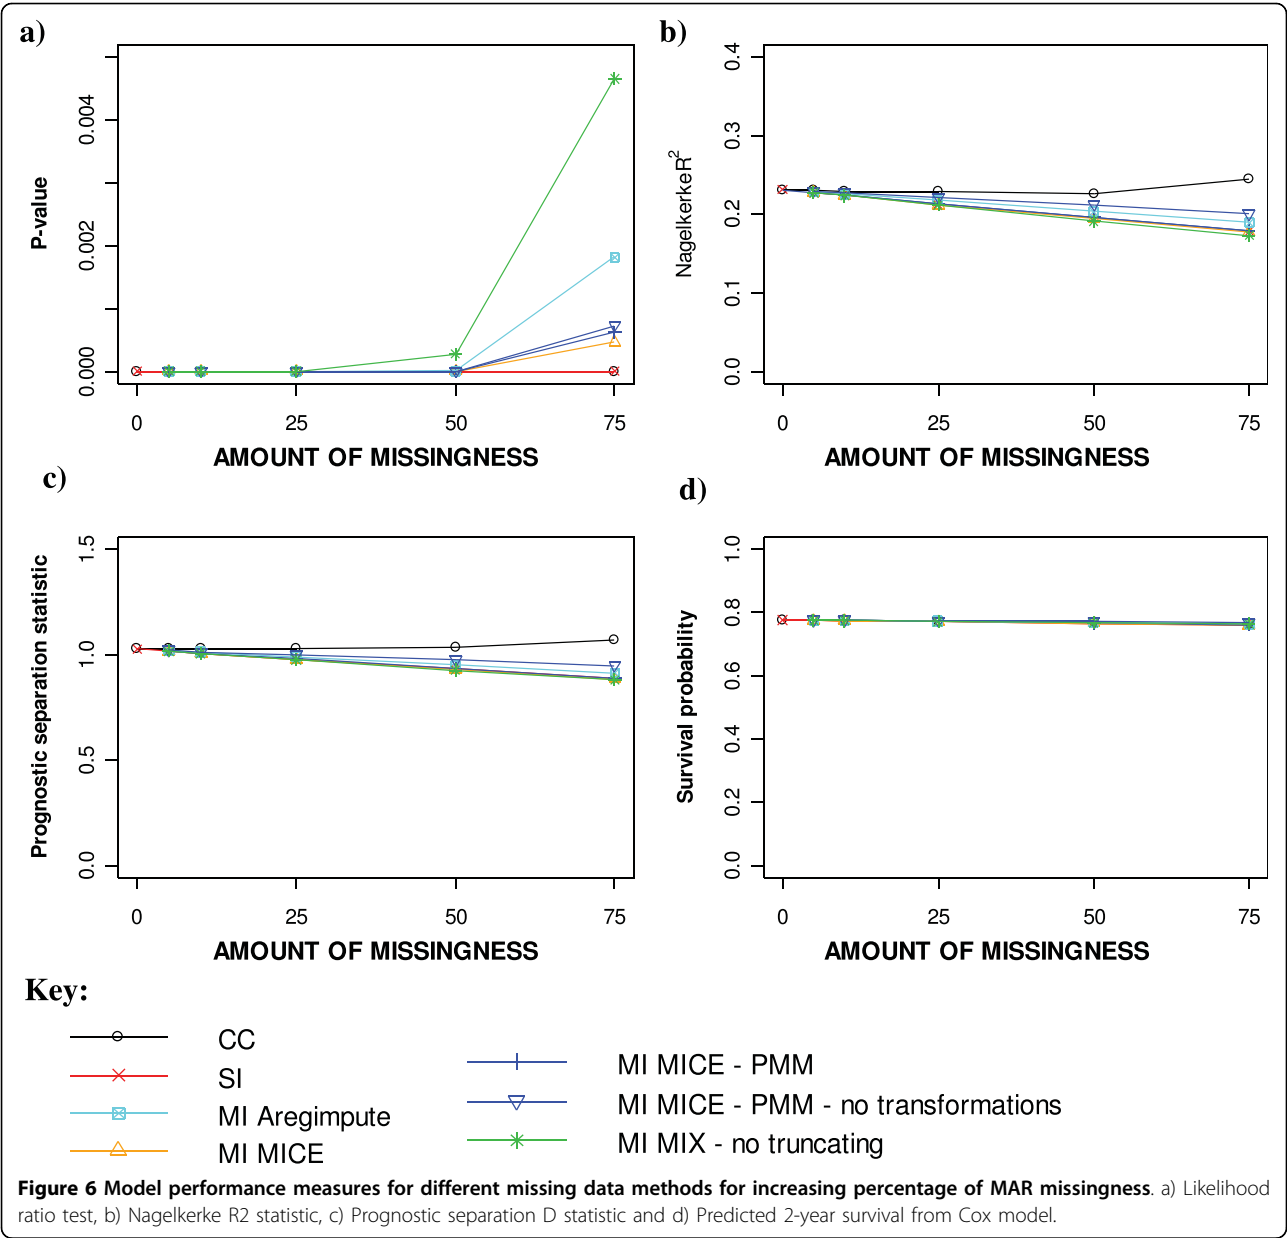 a)
P-value
0.000 0.002 0.004
0 25 50 75
AMOUNT OF MISSINGNESS
b)
NagelkerkeR2
0.0 0.1 0.2 0.3 0.4
0 25 50 75
AMOUNT OF MISSINGNESS
c)
Prognostic separation statistic
0.0 0.5 1.0 1.5
0 25 50 75
AMOUNT OF MISSINGNESS
d)
Survival probability
0.0 0.2 0.4 0.6 0.8 1.0
0 25 50 75
AMOUNT OF MISSINGNESS
Key:
CC
SI
MI Aregimpute
MI MICE
MI MICE - PMM
MI MICE - PMM - no transformations
MI MIX - no truncating
Figure 6 Model performance measures for different missing data methods for increasing percentage of MAR missingness. a) Likelihood
ratio test, b) Nagelkerke R2 statistic, c) Prognostic separation D statistic and d) Predicted 2-year survival from Cox model.